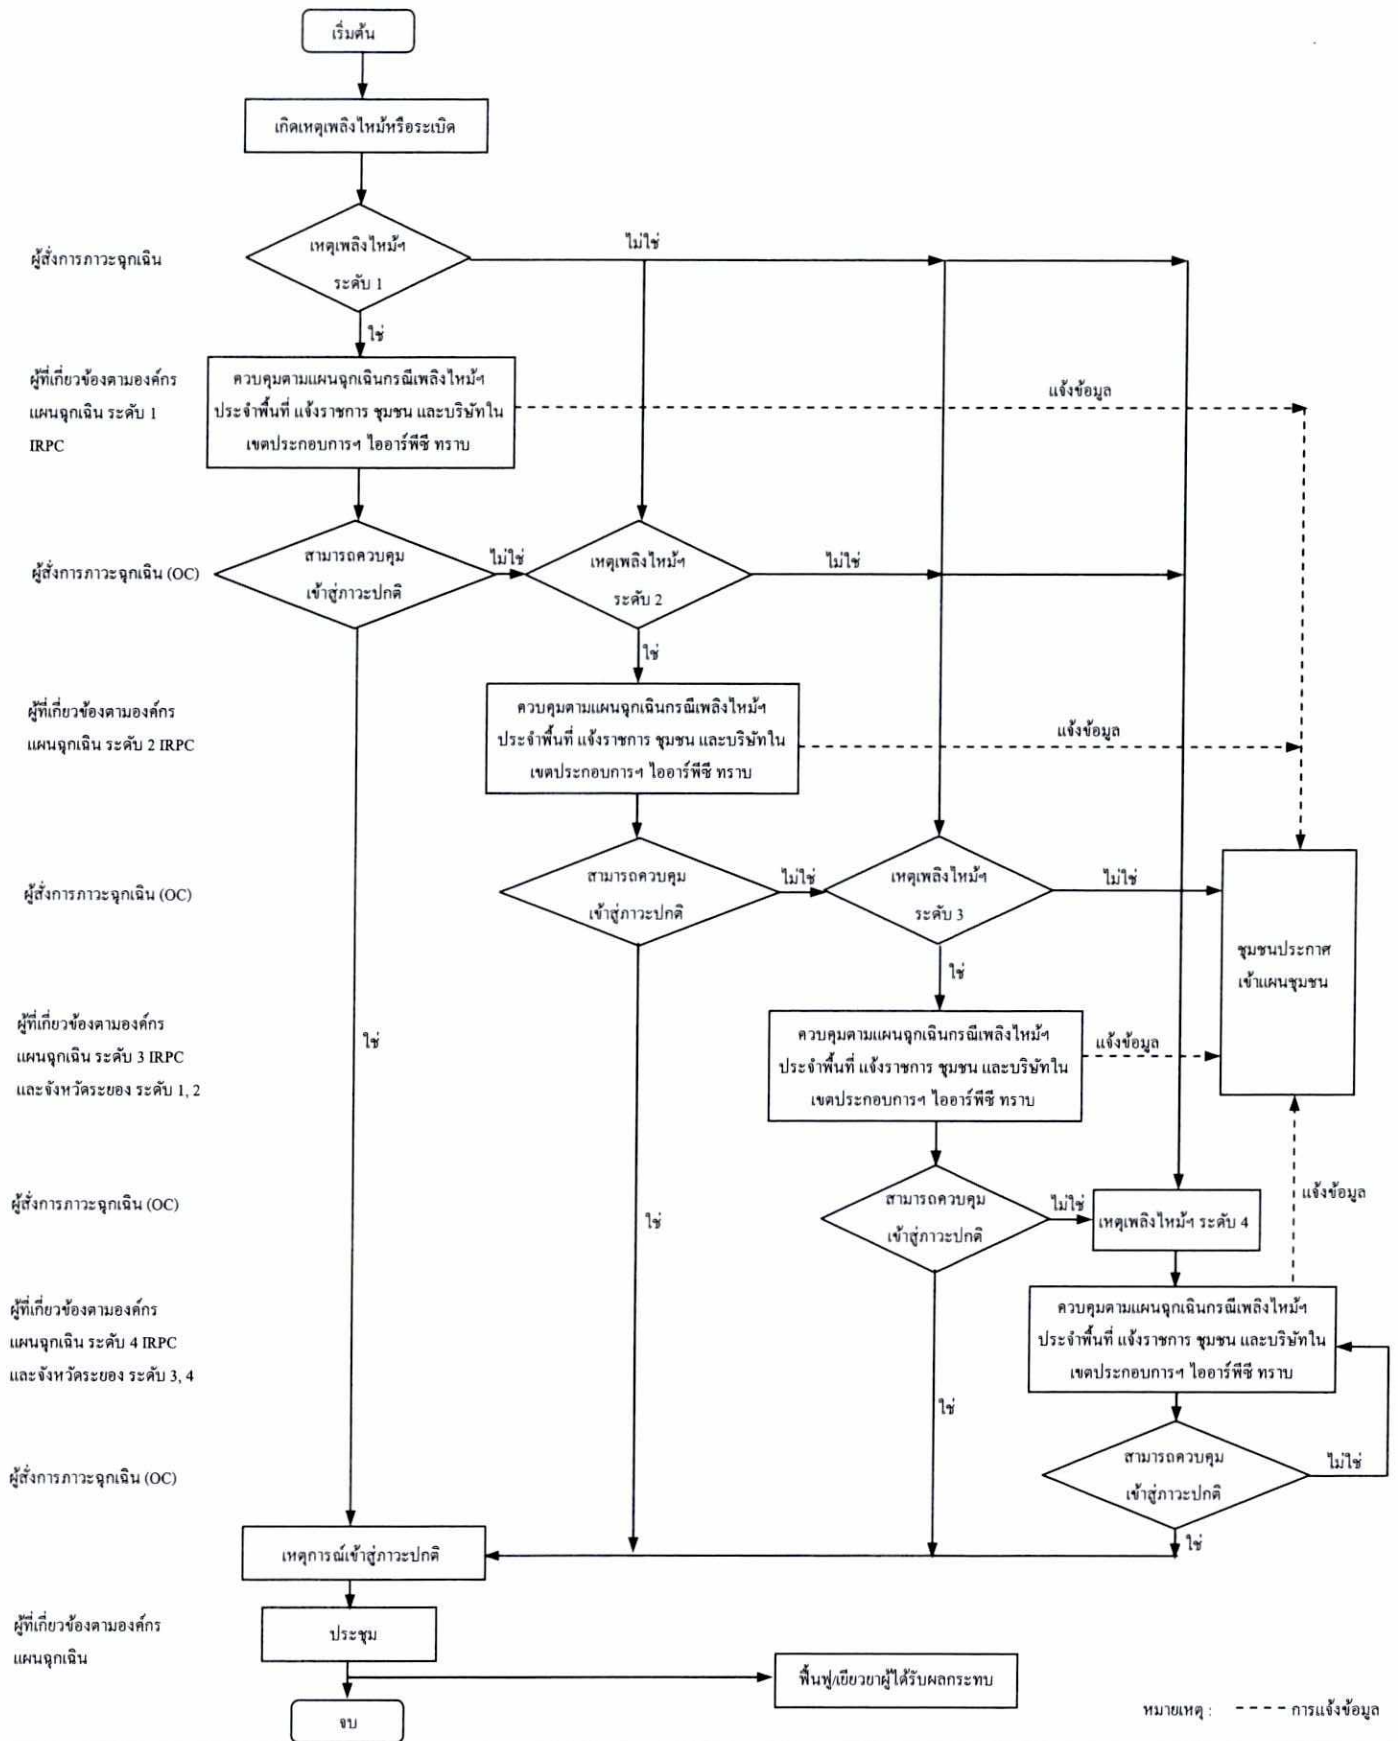 เริ่มต้น
เกิดเหตุเพลิงไหม้หรือระเบิด
ผู้สั่งการภาวะฉุกเฉิน
เหตุเพลิงไหม้ฯ
ระดับ 1
ไม่ใช่
ใช่
ผู้ที่เกี่ยวข้องตามองค์กร
แผนฉุกเฉิน ระดับ 1
IRPC
ควบคุมตามแผนฉุกเฉินกรณีเพลิงไหม้ฯ
ประจำพื้นที่ แจ้งราชการ ชุมชน และบริษัทใน
เขตประกอบการฯ ไออาร์พีซี ทราบ
แจ้งข้อมูล
ผู้สั่งการภาวะฉุกเฉิน (OC)
สามารถควบคุม
เข้าสู่ภาวะปกติ
ไม่ใช่
เหตุเพลิงไหม้ฯ
ระดับ 2
ไม่ใช่
ใช่
ผู้ที่เกี่ยวข้องตามองค์กร
แผนฉุกเฉิน ระดับ 2 IRPC
ควบคุมตามแผนฉุกเฉินกรณีเพลิงไหม้ฯ
ประจำพื้นที่ แจ้งราชการ ชุมชน และบริษัทใน
เขตประกอบการฯ ไออาร์พีซี ทราบ
แจ้งข้อมูล
ผู้สั่งการภาวะฉุกเฉิน (OC)
สามารถควบคุม
เข้าสู่ภาวะปกติ
ไม่ใช่
เหตุเพลิงไหม้ฯ
ระดับ 3
ไม่ใช่
ชุมชนประกาศ
เข้าแผนชุมชน
ใช่
ผู้ที่เกี่ยวข้องตามองค์กร
แผนฉุกเฉิน ระดับ 3 IRPC
และจังหวัดระยอง ระดับ 1, 2
ใช่
ควบคุมตามแผนฉุกเฉินกรณีเพลิงไหม้ฯ
ประจำพื้นที่ แจ้งราชการ ชุมชน และบริษัทใน
เขตประกอบการฯ ไออาร์พีซี ทราบ
แจ้งข้อมูล
ผู้สั่งการภาวะฉุกเฉิน (OC)
ใช่
สามารถควบคุม
เข้าสู่ภาวะปกติ
ไม่ใช่
เหตุเพลิงไหม้ฯ ระดับ 4
แจ้งข้อมูล
ผู้ที่เกี่ยวข้องตามองค์กร
แผนฉุกเฉิน ระดับ 4 IRPC
และจังหวัดระยอง ระดับ 3, 4
ควบคุมตามแผนฉุกเฉินกรณีเพลิงไหม้ฯ
ประจำพื้นที่ แจ้งราชการ ชุมชน และบริษัทใน
เขตประกอบการฯ ไออาร์พีซี ทราบ
ใช่
ผู้สั่งการภาวะฉุกเฉิน (OC)
สามารถควบคุม
เข้าสู่ภาวะปกติ
ไม่ใช่
ใช่
เหตุการณ์เข้าสู่ภาวะปกติ
ผู้ที่เกี่ยวข้องตามองค์กร
แผนฉุกเฉิน
ประชุม
ฟื้นฟู/เยียวยาผู้ได้รับผลกระทบ
จบ
หมายเหตุ : ---- การแจ้งข้อมูล